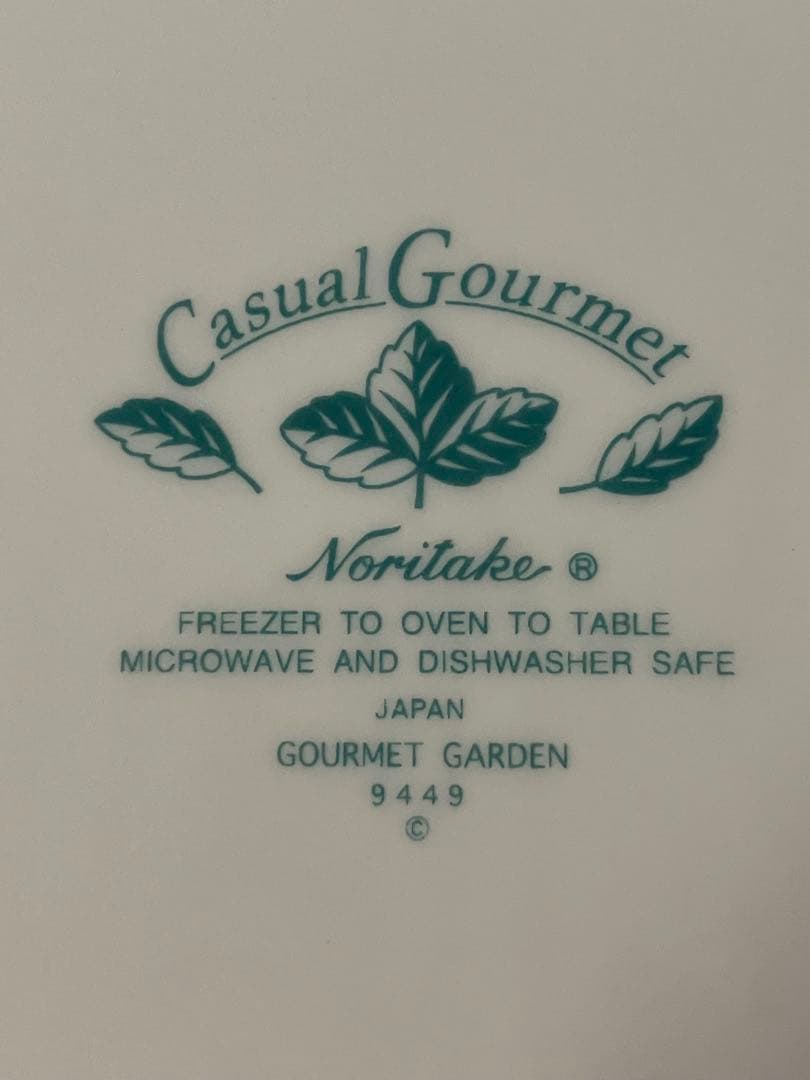 Casual Gourmet
Noritake ®
FREEZER TO OVEN TO TABLE
MICROWAVE AND DISHWASHER SAFE
JAPAN
GOURMET GARDEN
9449
©